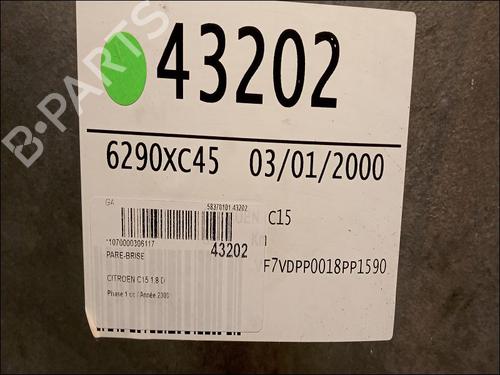 43202
6290XC45 03/01/2000
GA
58370101 43202
C15
Km
*1070000306117
43202
PARE-BRISE
F7VDPP0018PP1590
CITROEN C15 1.8 D
Phase 1 cc / Année 2000
B-PARTS